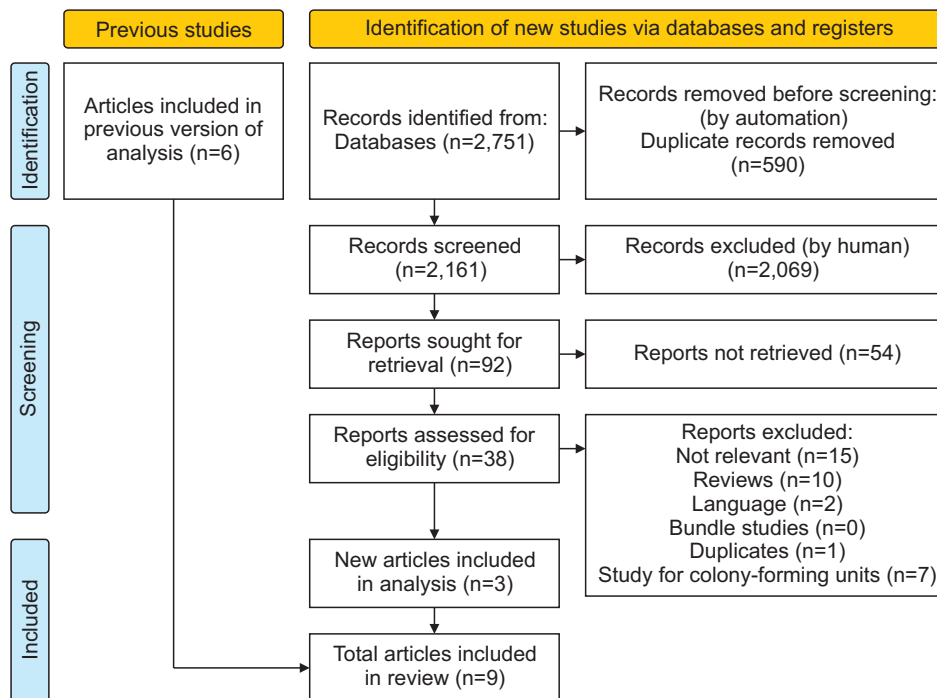 Previous studies
Identification of new studies via databases and registers
Identification
Articles included in
previous version of
analysis (n=6)
Records identified from:
Databases (n=2,751)
Records removed before screening:
(by automation)
Duplicate records removed
(n=590)
Screening
Records screened
(n=2,161)
Records excluded (by human)
(n=2,069)
Reports sought for
retrieval (n=92)
Reports not retrieved (n=54)
Reports assessed for
eligibility (n=38)
Reports excluded:
Not relevant (n=15)
Reviews (n=10)
Language (n=2)
Bundle studies (n=0)
Duplicates (n=1)
Study for colony-forming units (n=7)
Included
New articles included
in analysis (n=3)
Total articles included
in review (n=9)